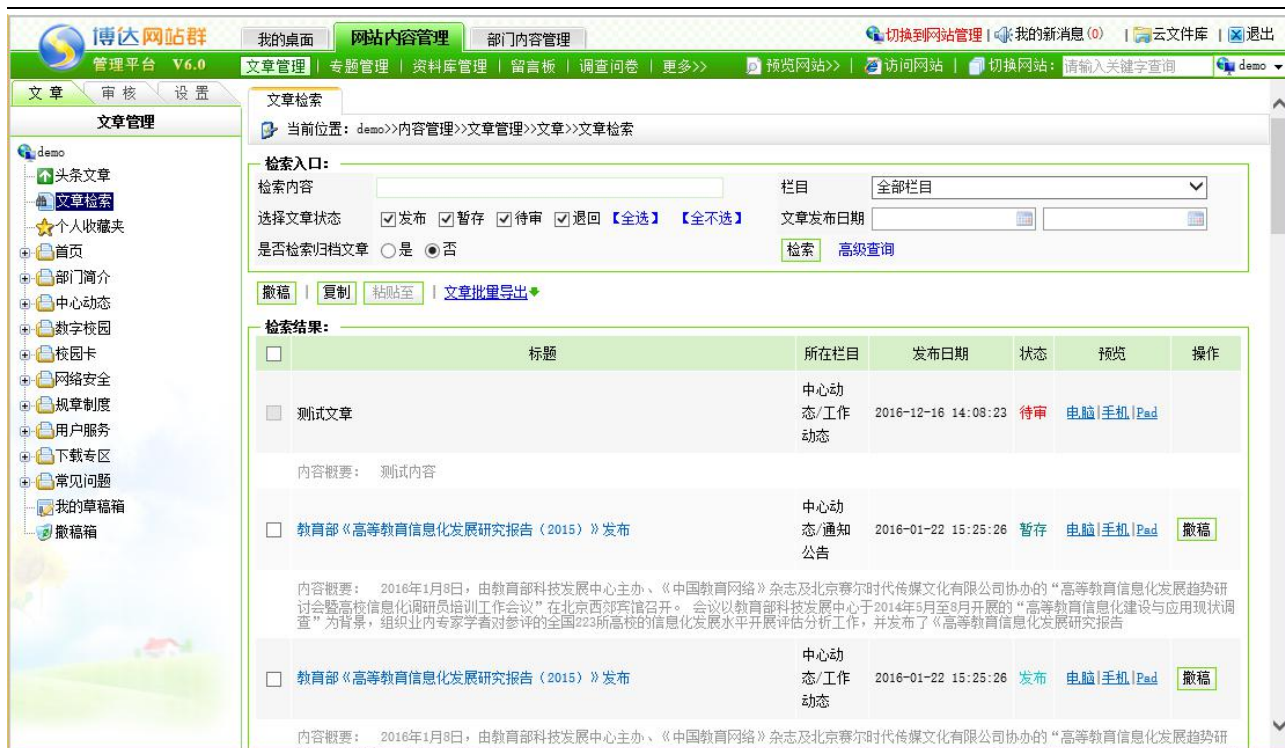 博达网站群
管理平台 V6.0
我的桌面 网站内容管理 部门内容管理
切换到网站管理 | 我的新消息(0) | 云文件库 | 退出
文章管理 | 专题管理 | 资料库管理 | 留言板 | 调查问卷 | 更多>>
预览网站>> | 访问网站 | 切换网站: 请输入关键字查询 demo
文章 审核 设置
文章管理
demo
头条文章
文章检索
个人收藏夹
首页
部门简介
中心动态
数字校园
校园卡
网络安全
规章制度
用户服务
下载专区
常见问题
我的草稿箱
撤稿箱
文章检索
当前位置: demo>>内容管理>>文章管理>>文章>>文章检索
检索入口:
检索内容 栏目 全部栏目
选择文章状态 发布 暂存 待审 退回 【全选】 【全不选】 文章发布日期
是否检索归档文章 是 否 检索 高级查询
撤稿 | 复制 粘贴至 | 文章批量导出
检索结果:
标题 所在栏目 发布日期 状态 预览 操作
测试文章 中心动态/工作动态 2016-12-16 14:08:23 待审 电脑|手机|Pad
内容概要: 测试内容
教育部《高等教育信息化发展研究报告（2015）》发布 中心动态/通知公告 2016-01-22 15:25:26 暂存 电脑|手机|Pad 撤稿
内容概要: 2016年1月8日，由教育部科技发展中心主办、《中国教育网络》杂志及北京赛尔时代传媒文化有限公司协办的“高等教育信息化发展趋势研
讨会暨高校信息化调研员培训工作会议”在北京西郊宾馆召开。 会议以教育部科技发展中心于2014年5月至8月开展的“高等教育信息化建设与应用现状调
查”为背景，组织业内专家学者对参评的全国223所高校的信息化发展水平开展评估分析工作，并发布了《高等教育信息化发展研究报告
教育部《高等教育信息化发展研究报告（2015）》发布 中心动态/工作动态 2016-01-22 15:25:26 发布 电脑|手机|Pad 撤稿
内容概要: 2016年1月8日，由教育部科技发展中心主办、《中国教育网络》杂志及北京赛尔时代传媒文化有限公司协办的“高等教育信息化发展趋势研